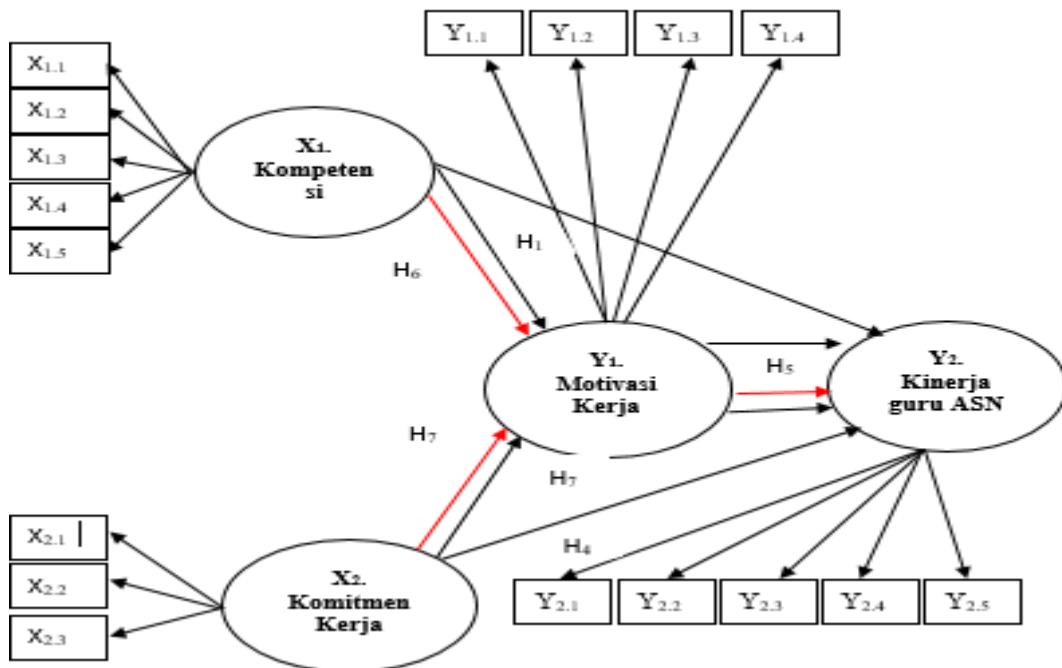 Y1.1 Y1.2 Y1.3 Y1.4
X1.1
X1.2
X1.3
X1.4
X1.5
X1.
Kompeten
si
H1
H6
Y1.
Motivasi
Kerja
H5
Y2.
Kinerja
guru ASN
H7
H7
X2.1
X2.2
X2.3
X2.
Komitmen
Kerja
H4
Y2.1 Y2.2 Y2.3 Y2.4 Y2.5